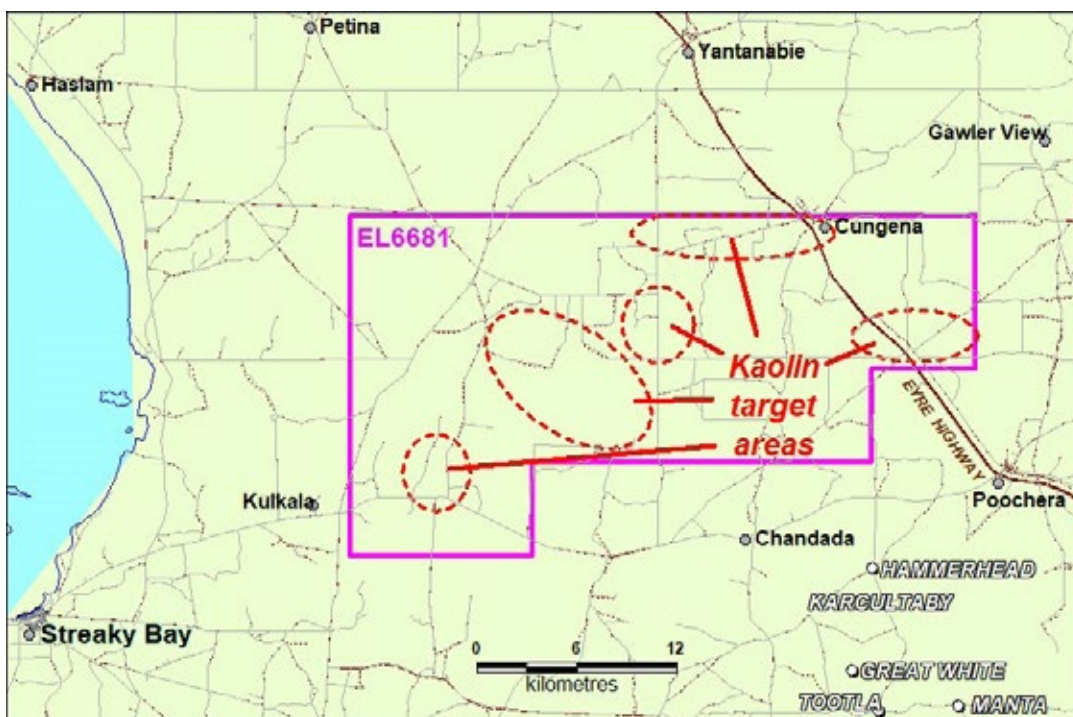 Petina
Yantanabie
Haslam
Gawler View
EL6681
Cungena
Kaolin
target
areas
EYRE HIGHWAY
Kulkala
Poochera
Chandada
HAMMERHEAD
KARCULTABY
Streaky Bay
0 6 12
kilometres
GREAT WHITE
TOOTLA
MANTA